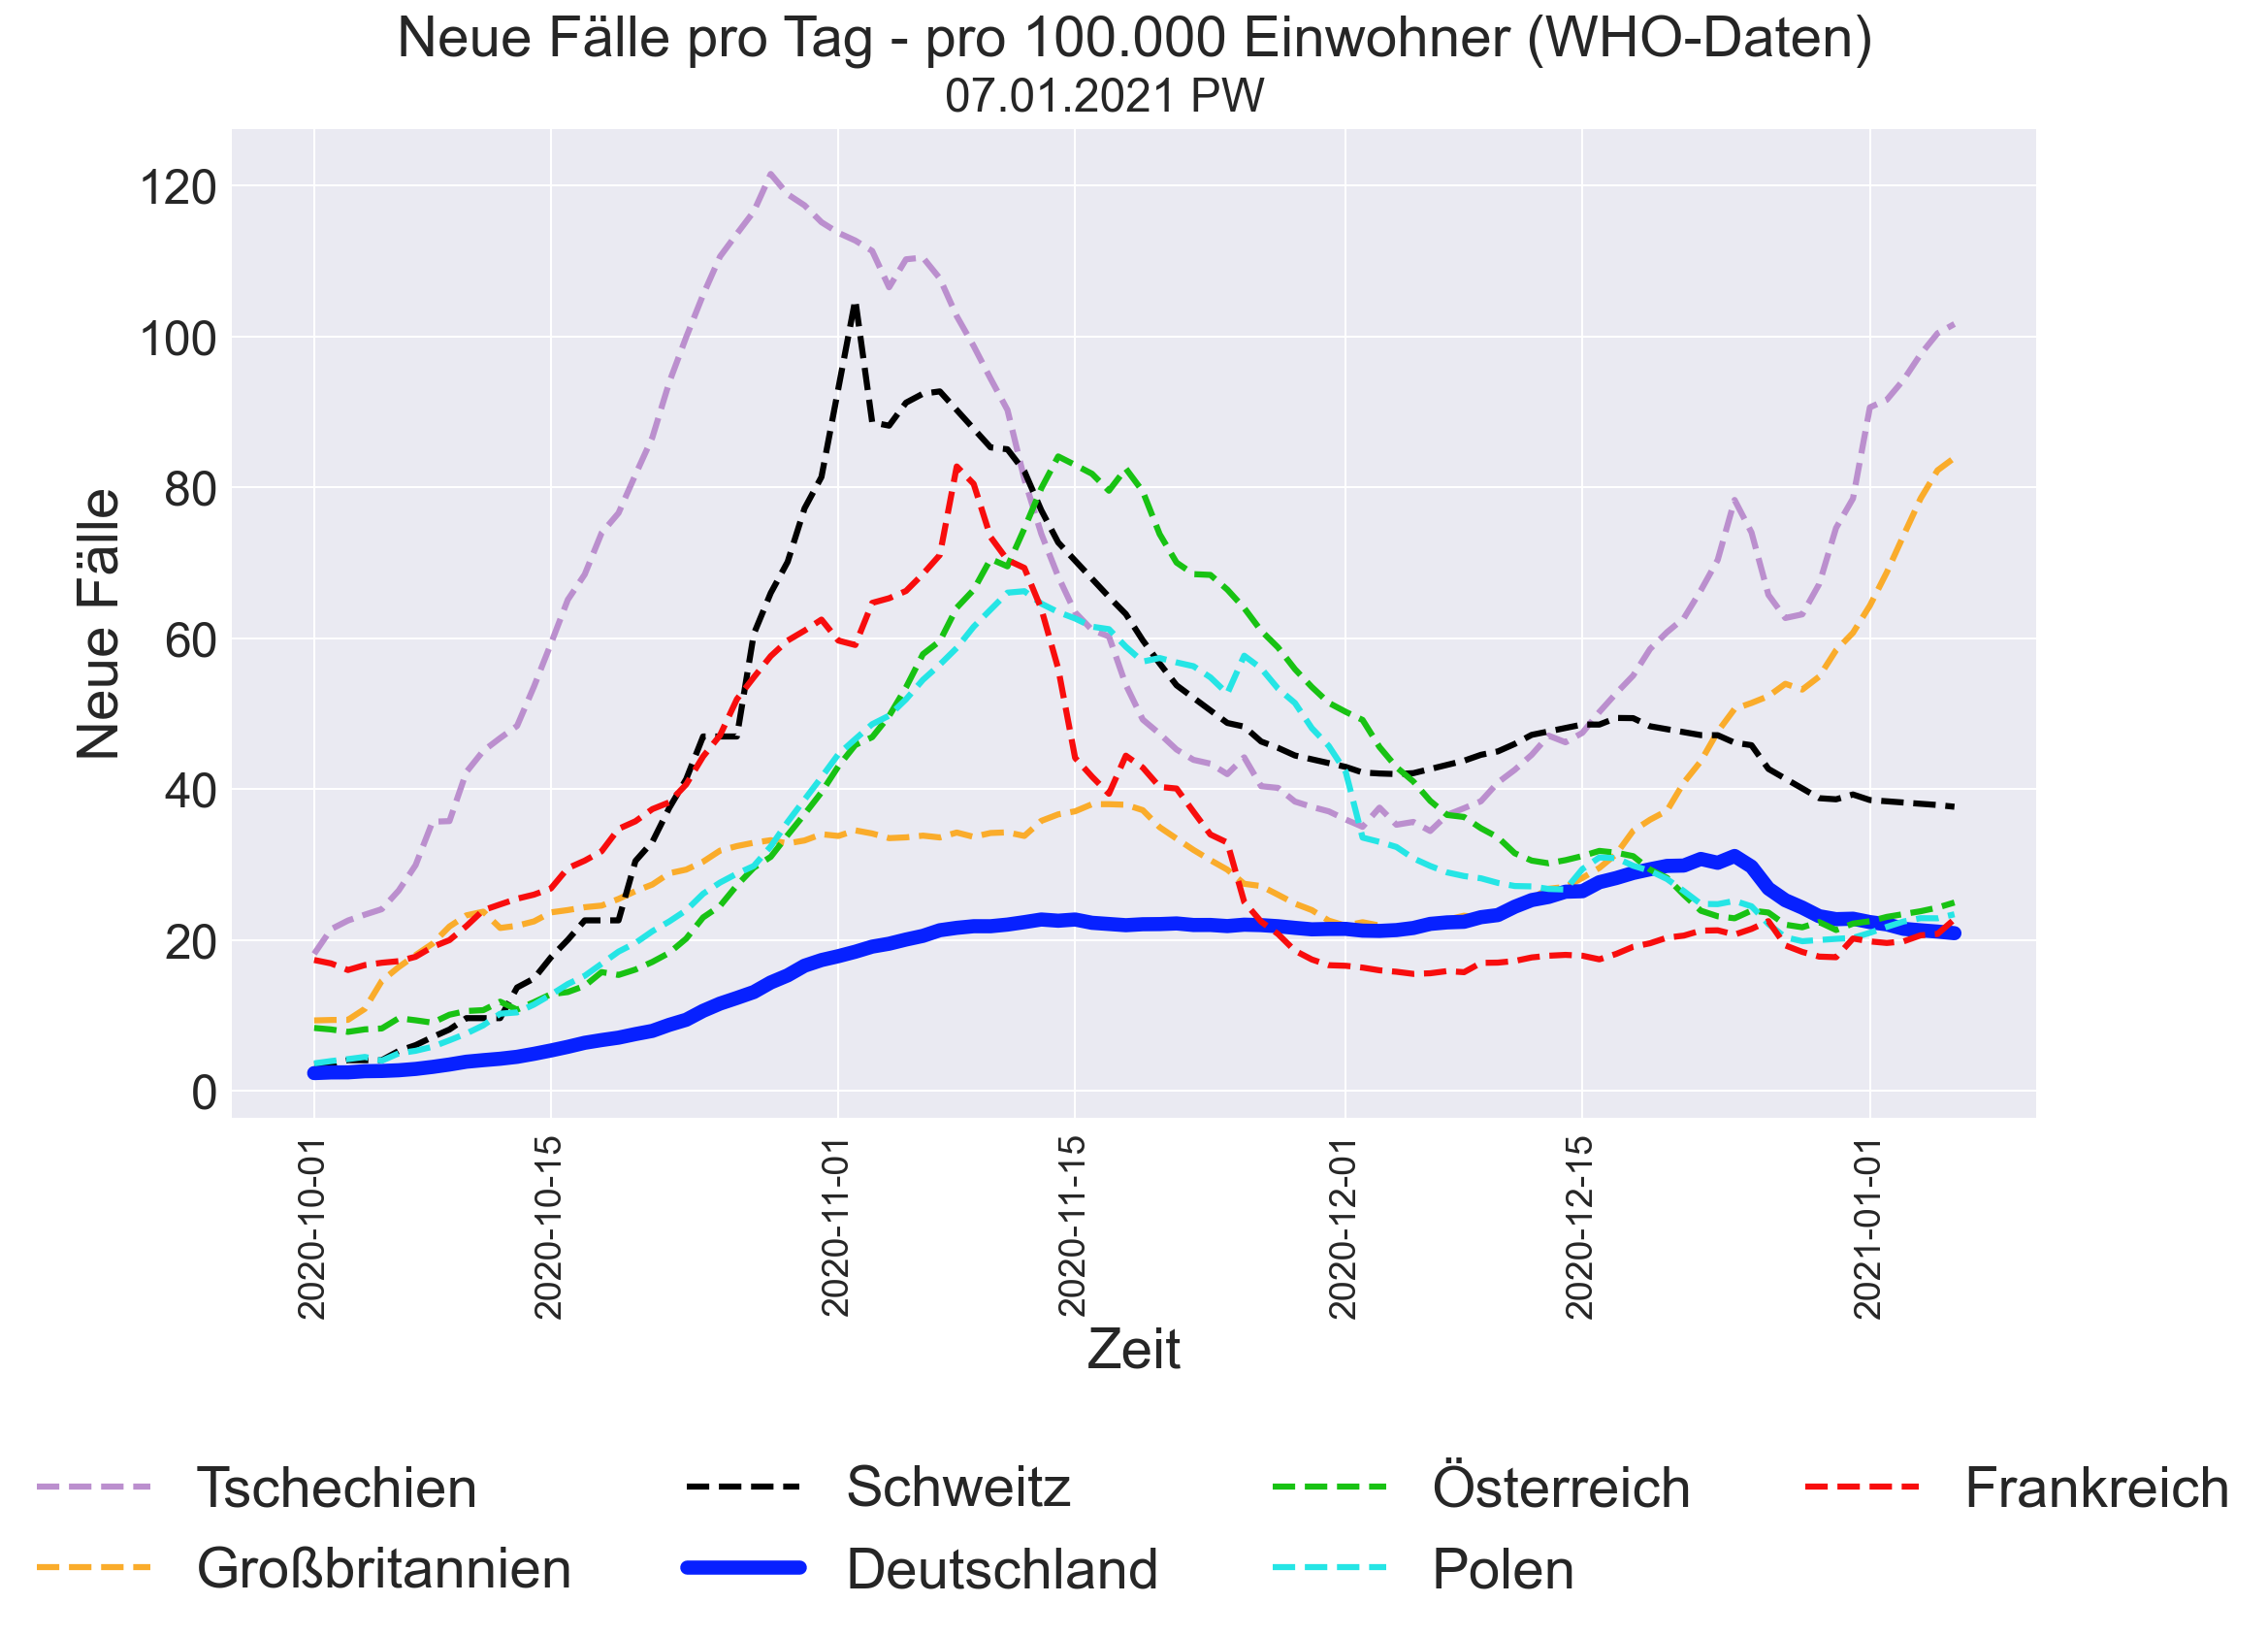 Neue Fälle pro Tag - pro 100.000 Einwohner (WHO-Daten)
07.01.2021 PW
Neue Fälle
120
100
80
60
40
20
0
2020-10-01
2020-10-15
2020-11-01
2020-11-15
2020-12-01
2020-12-15
2021-01-01
Zeit
Tschechien
Schweitz
Österreich
Frankreich
Großbritannien
Deutschland
Polen